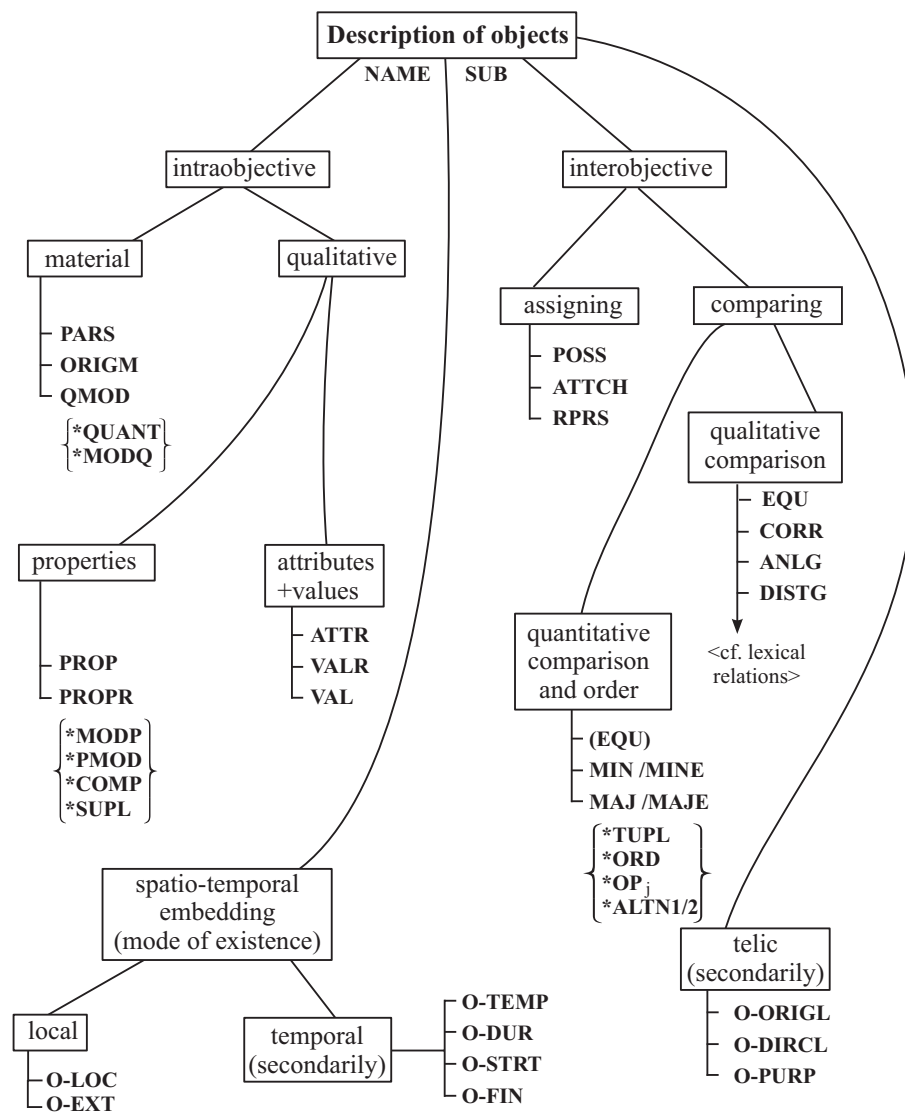 Description of objects
NAME SUB
intraobjective
interobjective
material
qualitative
assigning
comparing
PARS
ORIGM
QMOD
*QUANT
*MODQ
POSS
ATTCH
RPRS
qualitative
comparison
EQU
CORR
ANLG
DISTG
<cf. lexical
relations>
properties
attributes
+values
PROP
PROPR
*MODP
*PMOD
*COMP
*SUPL
ATTR
VALR
VAL
quantitative
comparison
and order
(EQU)
MIN /MINE
MAJ /MAJE
*TUPL
*ORD
*OP j
*ALTN1/2
spatio-temporal
embedding
(mode of existence)
telic
(secondarily)
O-ORIGL
O-DIRCL
O-PURP
local
O-LOC
O-EXT
temporal
(secondarily)
O-TEMP
O-DUR
O-STRT
O-FIN